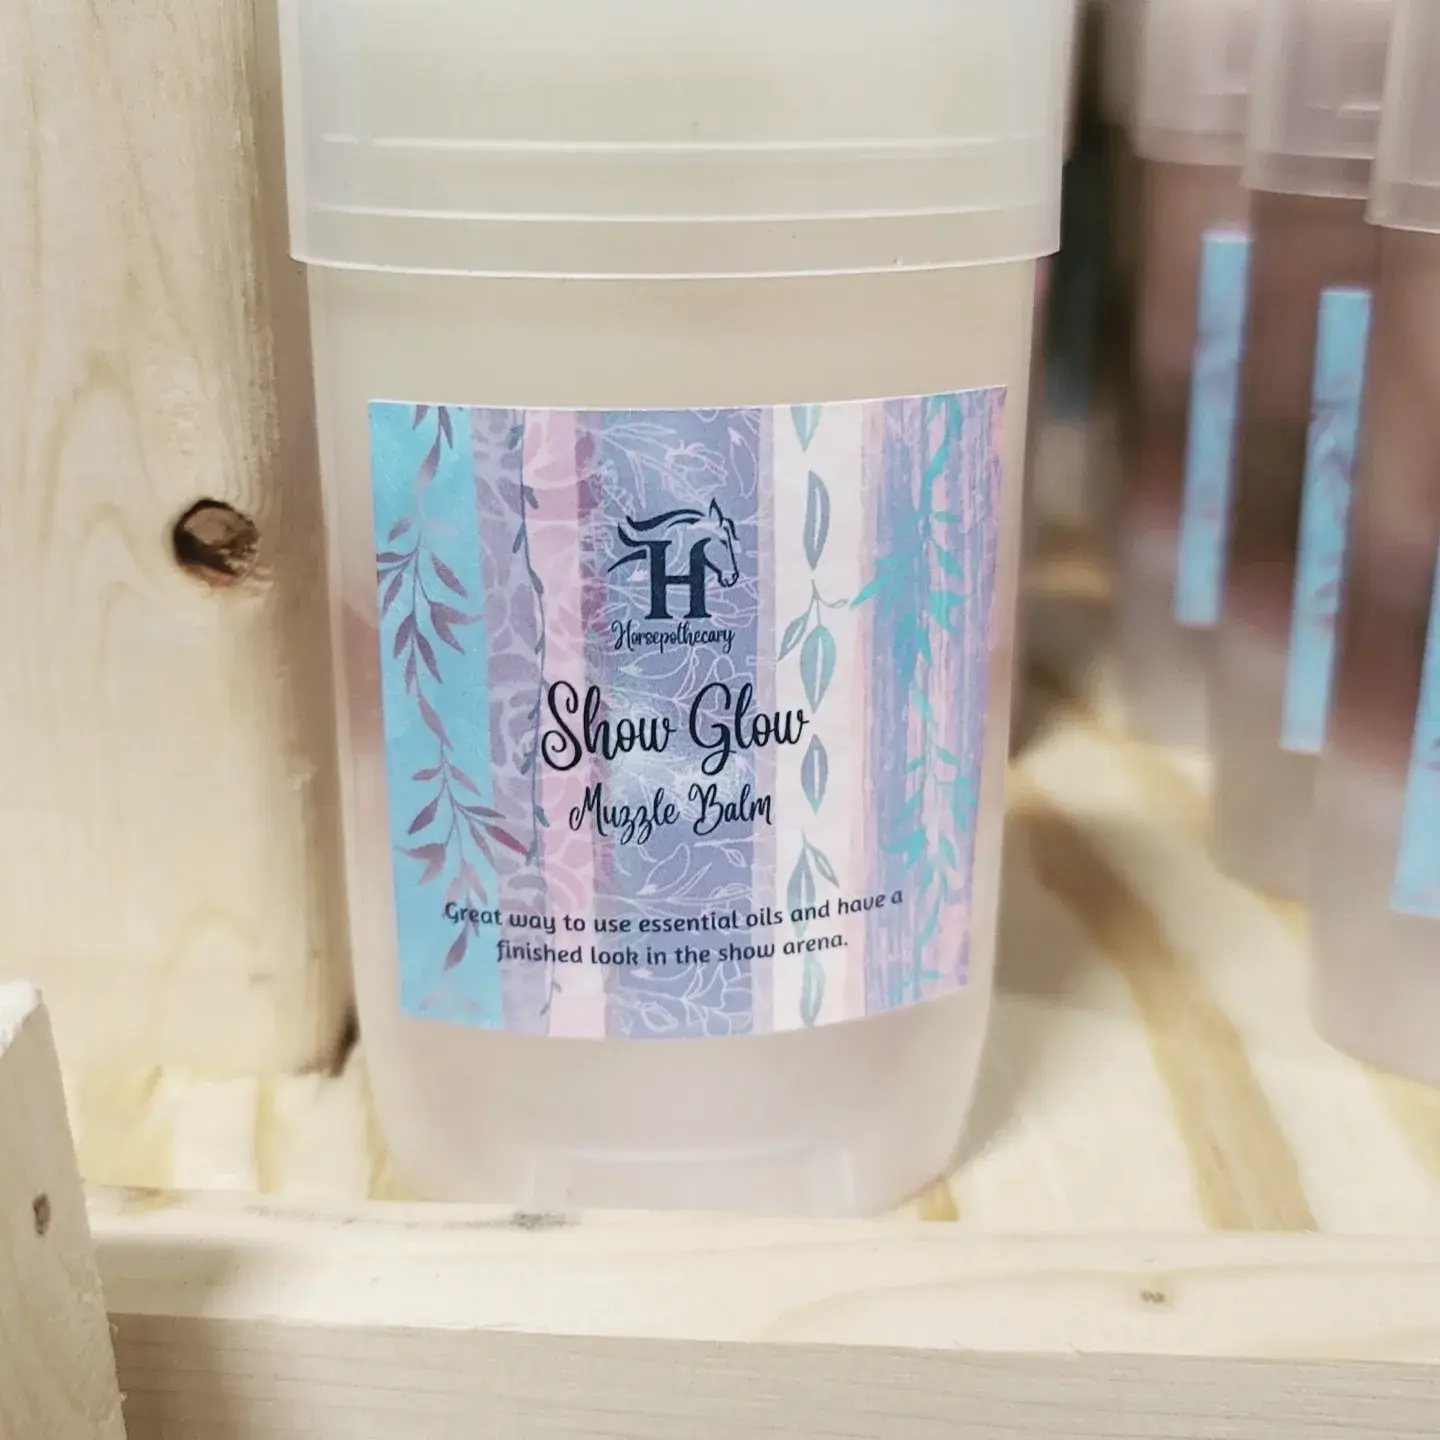 H
Horsepothecary
Show Glow
Muzzle Balm
Great way to use essential oils and have a
finished look in the show arena.